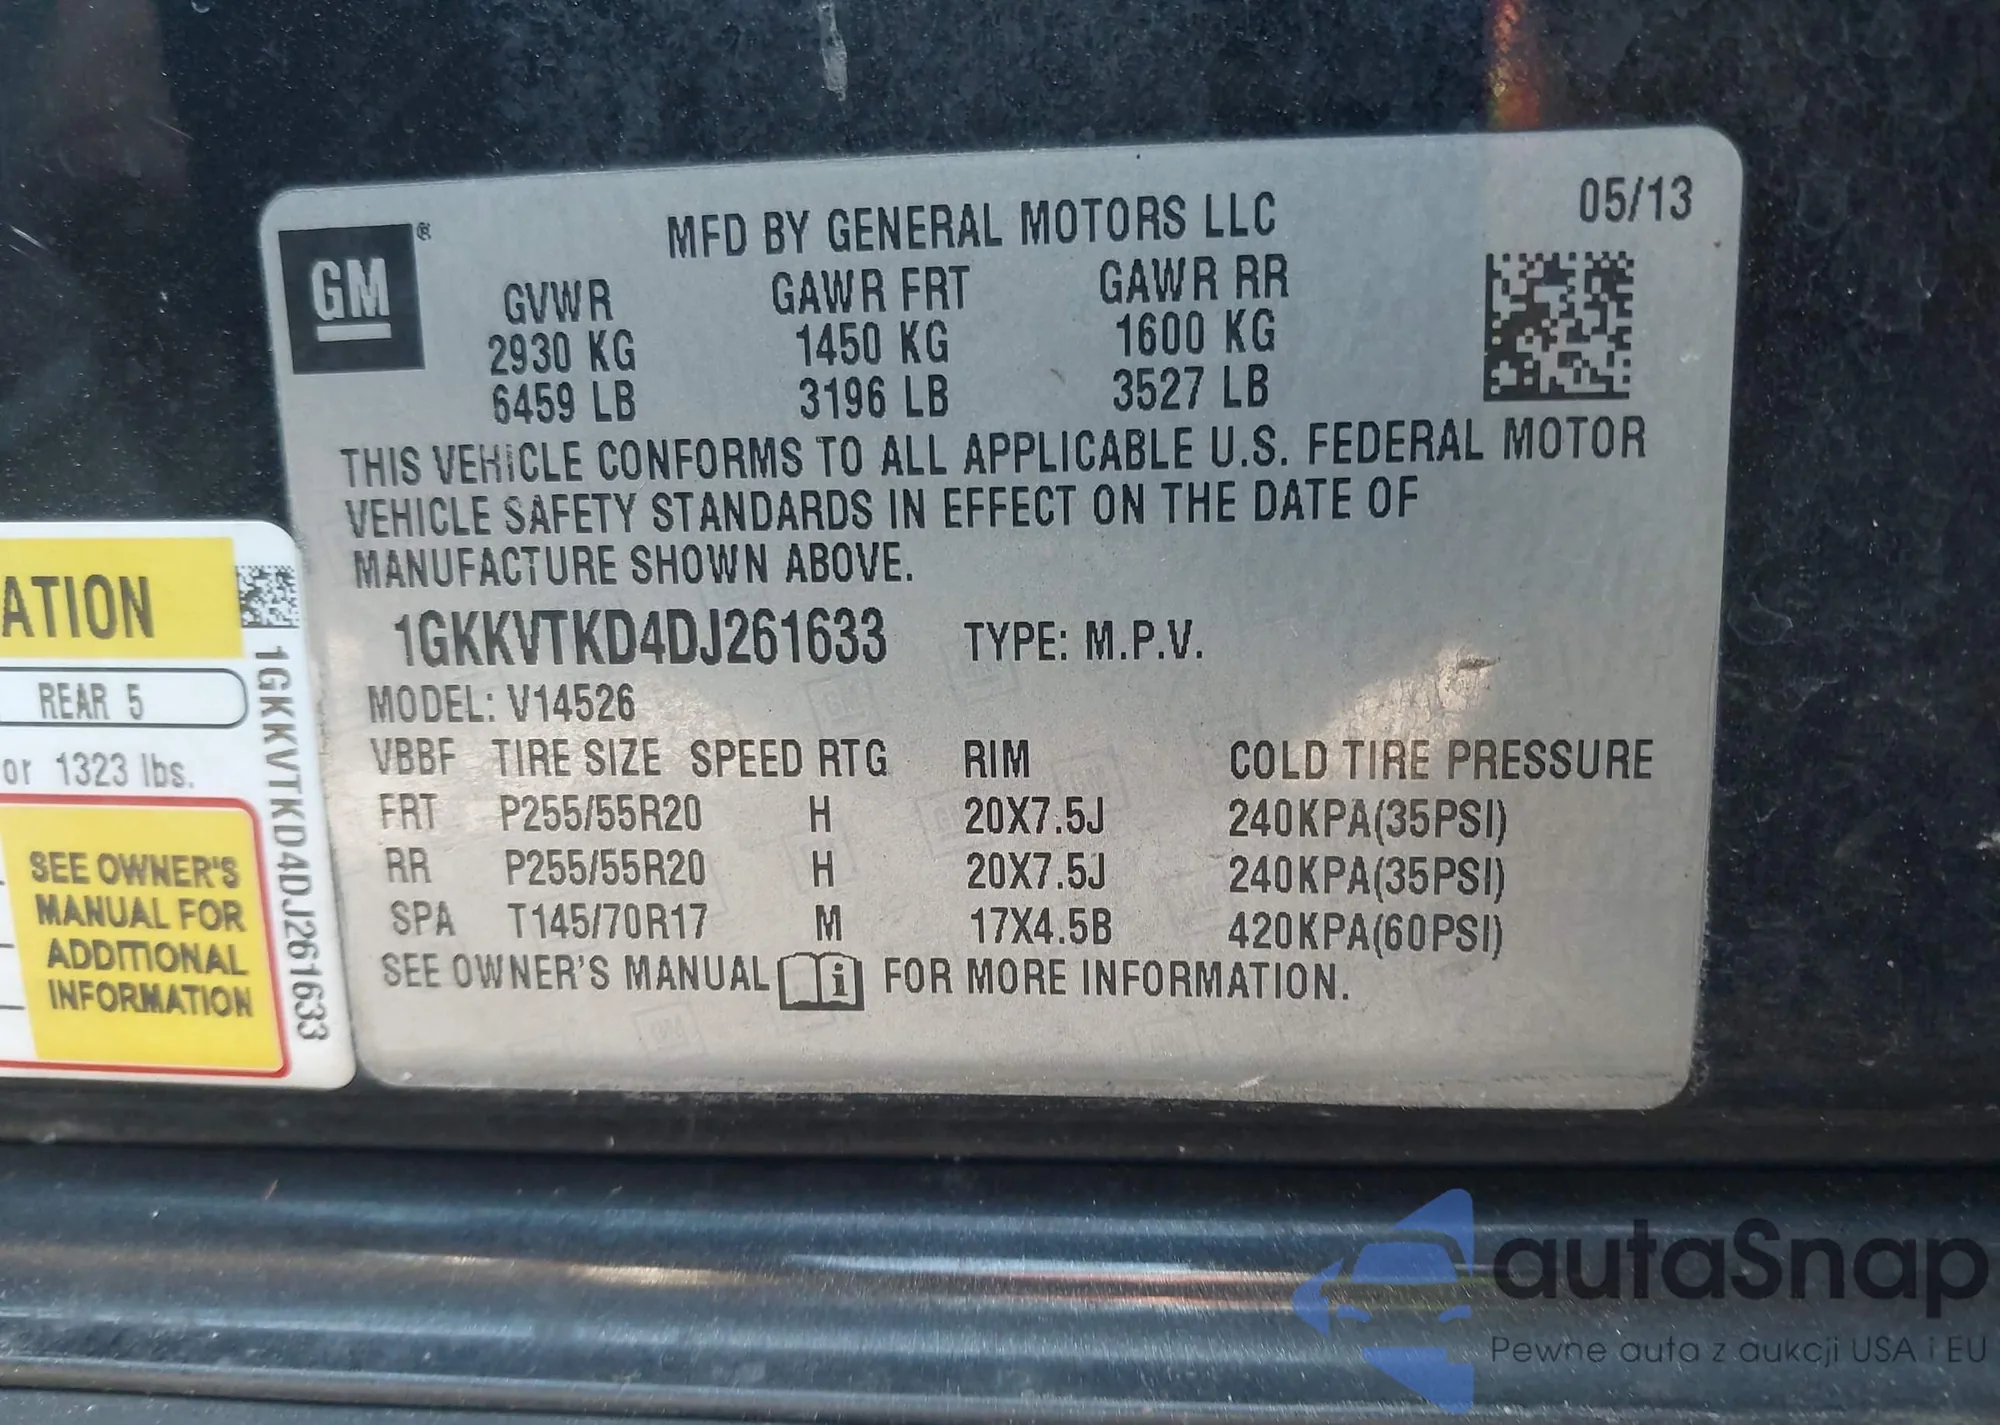 MFD BY GENERAL MOTORS LLC
05/13
GM
®
GVWR GAWR FRT GAWR RR
2930 KG 1450 KG 1600 KG
6459 LB 3196 LB 3527 LB
THIS VEHICLE CONFORMS TO ALL APPLICABLE U.S. FEDERAL MOTOR
VEHICLE SAFETY STANDARDS IN EFFECT ON THE DATE OF
MANUFACTURE SHOWN ABOVE.
1GKKVTKD4DJ261633 TYPE: M.P.V.
MODEL: V14526
VBBF TIRE SIZE SPEED RTG RIM COLD TIRE PRESSURE
FRT P255/55R20 H 20X7.5J 240KPA(35PSI)
RR P255/55R20 H 20X7.5J 240KPA(35PSI)
SPA T145/70R17 M 17X4.5B 420KPA(60PSI)
SEE OWNER'S MANUAL i FOR MORE INFORMATION.
ATION
REAR 5
or 1323 lbs.
SEE OWNER'S
MANUAL FOR
ADDITIONAL
INFORMATION
1GKKVTKD4DJ261633
autaSnap
Pewne auta z aukcji USA i EU